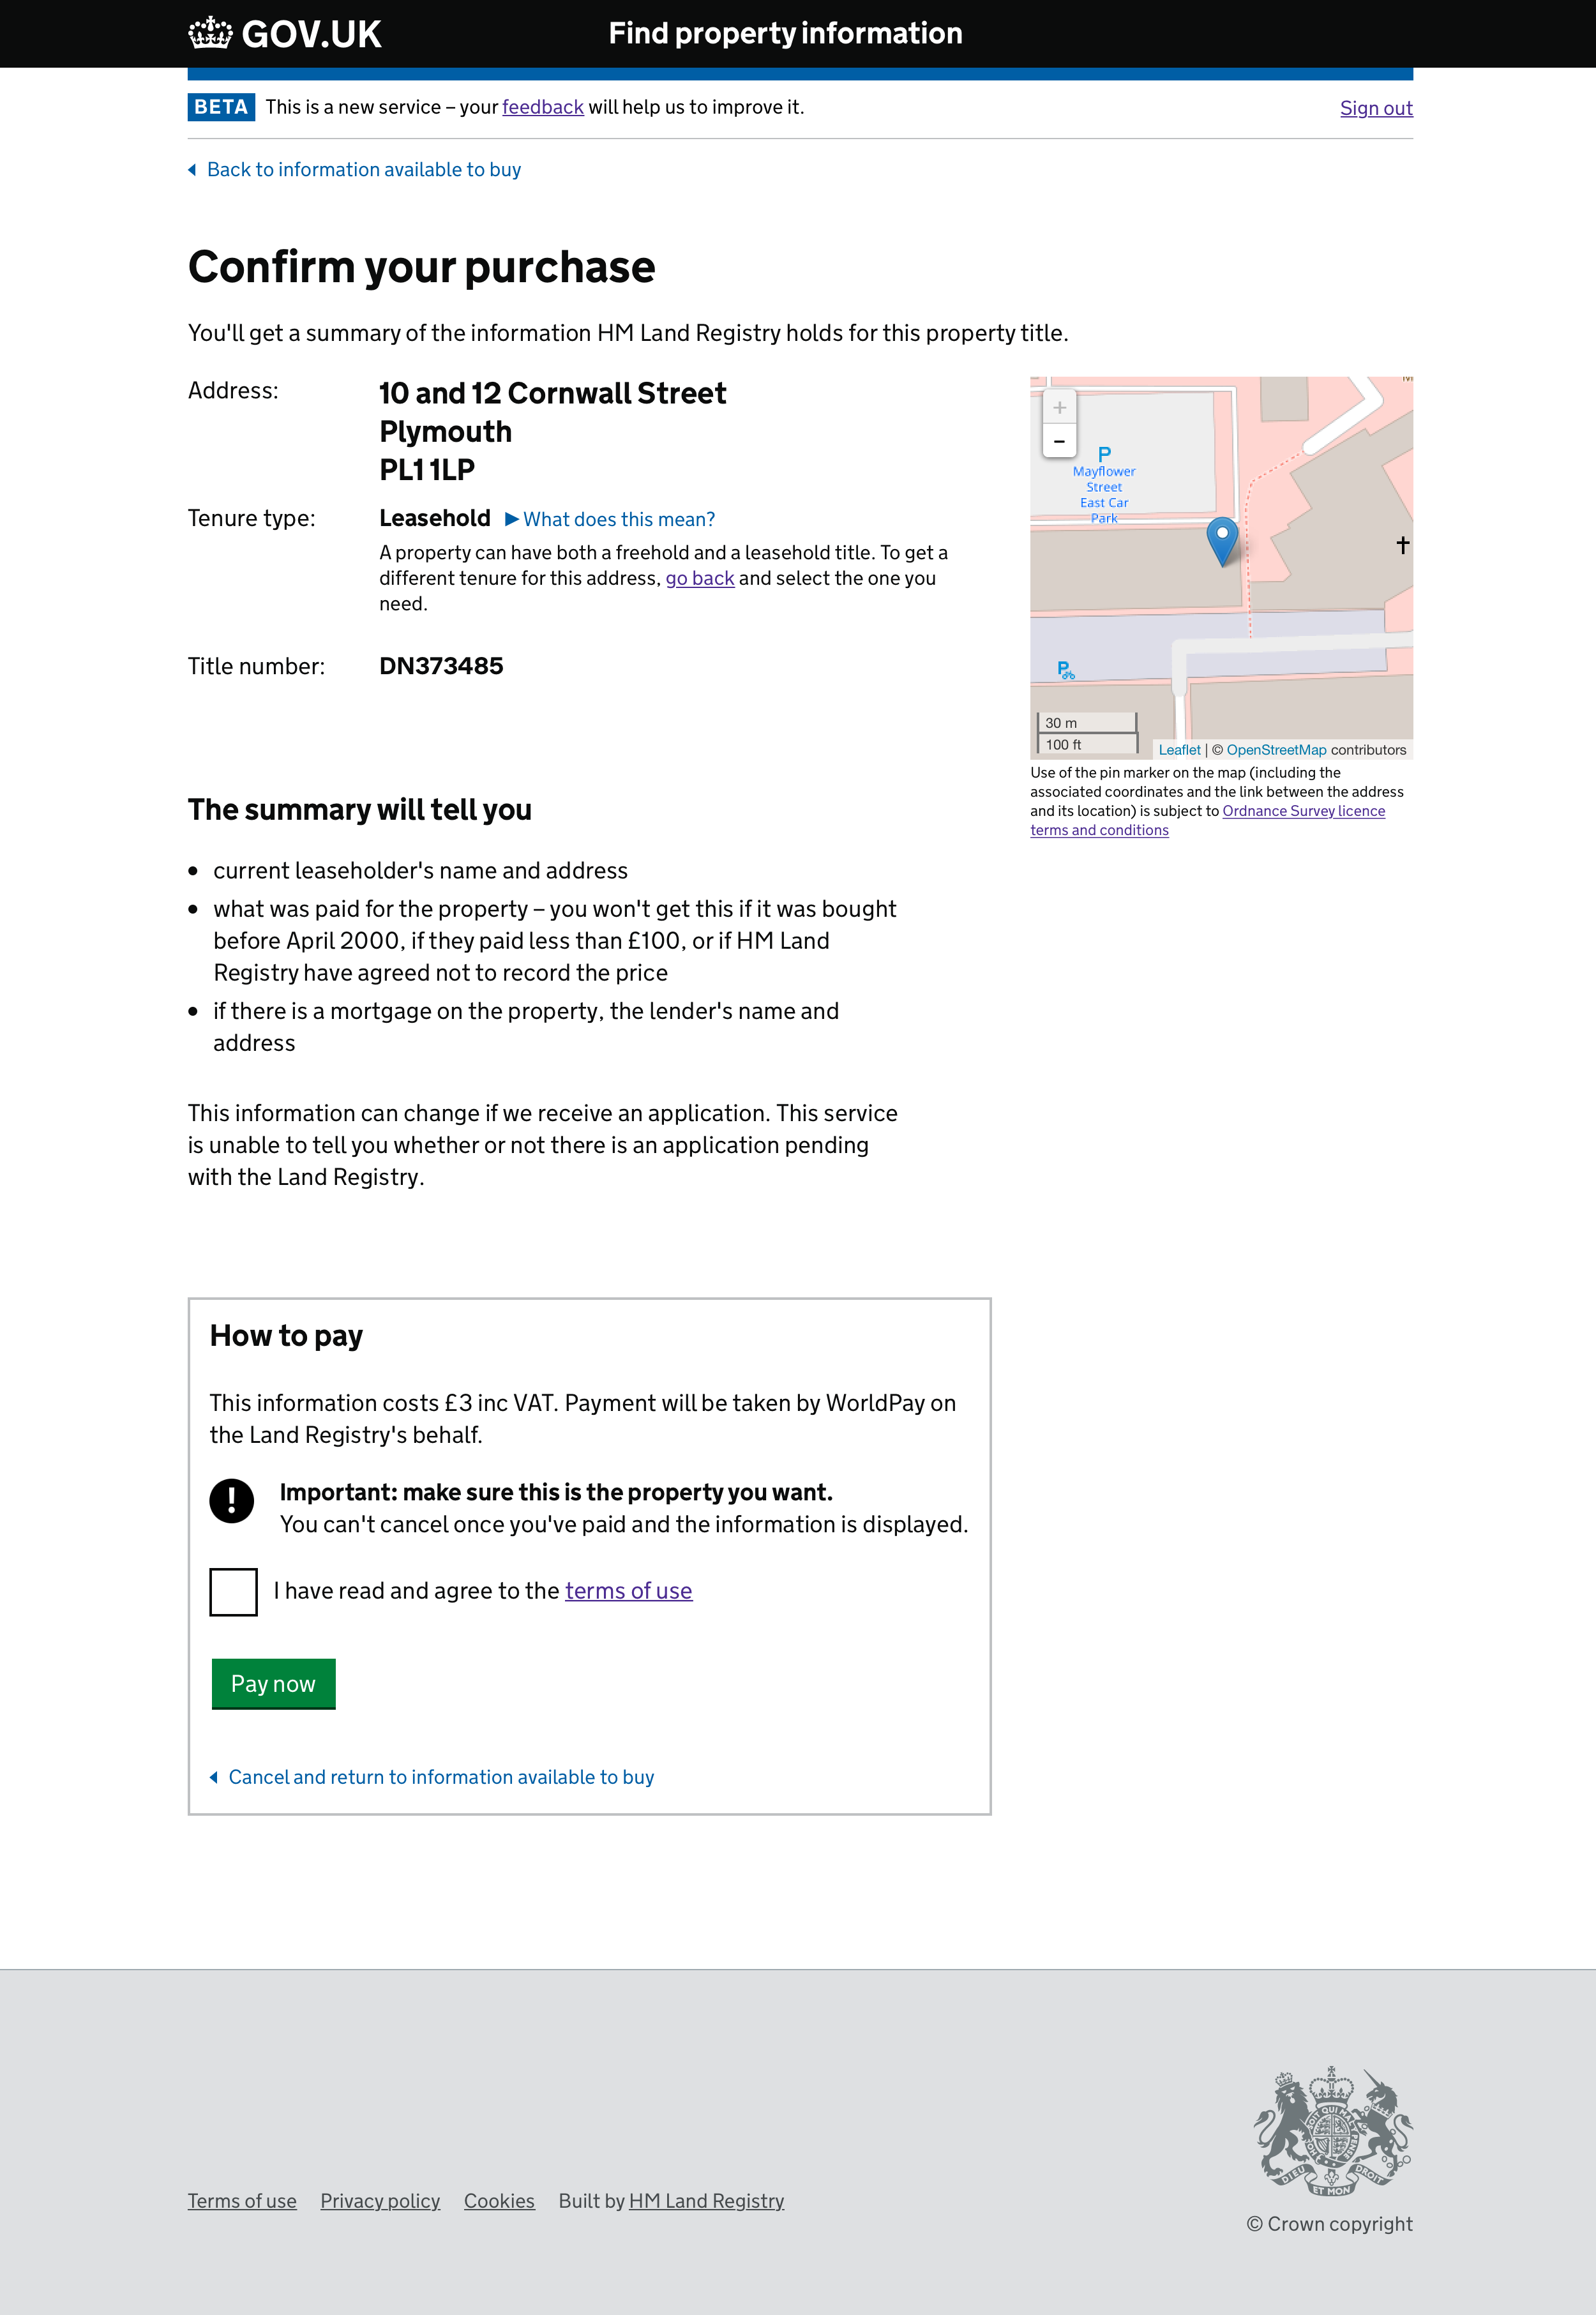 GOV.UK
Find property information
BETA This is a new service – your feedback will help us to improve it.
Sign out
Back to information available to buy
Confirm your purchase
You'll get a summary of the information HM Land Registry holds for this property title.
Address:
10 and 12 Cornwall Street
Plymouth
PL1 1LP
Tenure type:
Leasehold What does this mean?
A property can have both a freehold and a leasehold title. To get a
different tenure for this address, go back and select the one you
need.
Title number:
DN373485
+
-
P
Mayflower
Street
East Car
Park
P
30 m
100 ft
Leaflet | © OpenStreetMap contributors
Use of the pin marker on the map (including the
associated coordinates and the link between the address
and its location) is subject to Ordnance Survey licence
terms and conditions
The summary will tell you
current leaseholder's name and address
what was paid for the property – you won't get this if it was bought
before April 2000, if they paid less than £100, or if HM Land
Registry have agreed not to record the price
if there is a mortgage on the property, the lender's name and
address
This information can change if we receive an application. This service
is unable to tell you whether or not there is an application pending
with the Land Registry.
How to pay
This information costs £3 inc VAT. Payment will be taken by WorldPay on
the Land Registry's behalf.
! Important: make sure this is the property you want.
You can't cancel once you've paid and the information is displayed.
I have read and agree to the terms of use
Pay now
Cancel and return to information available to buy
DIEU ET MON DROIT
Terms of use Privacy policy Cookies Built by HM Land Registry
© Crown copyright